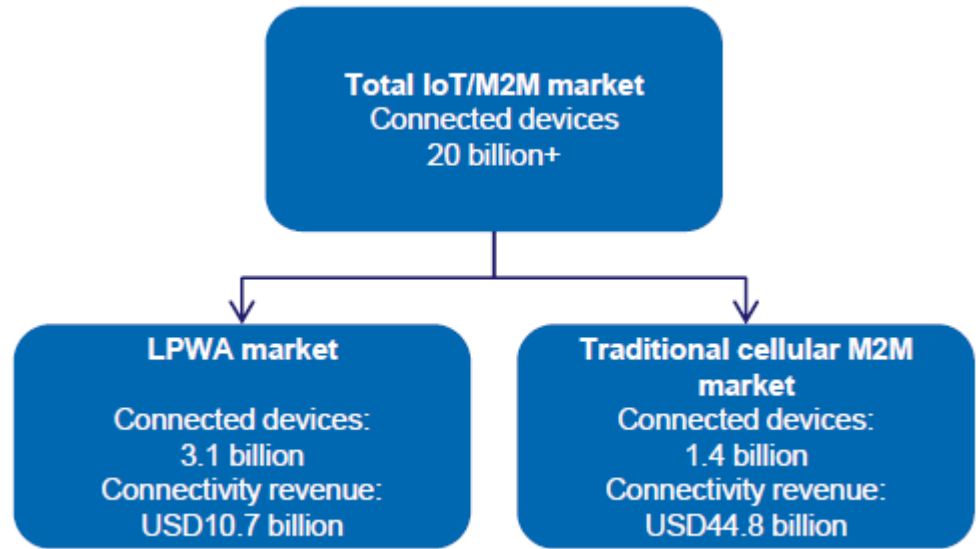 Total IoT/M2M market
Connected devices
20 billion+
LPWA market
Connected devices:
3.1 billion
Connectivity revenue:
USD10.7 billion
Traditional cellular M2M
market
Connected devices:
1.4 billion
Connectivity revenue:
USD44.8 billion